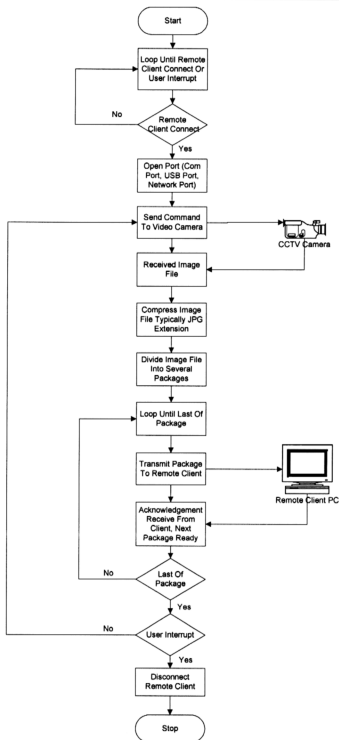 Start
Loop Until Remote
Client Connect Or
User Interrupt
No
Remote
Client Connect
Yes
Open Port (Com
Port, USB Port,
Network Port)
Send Command
To Video Camera
CCTV Camera
Received Image
File
Compress Image
File Typically JPG
Extension
Divide Image File
Into Several
Packages
Loop Until Last Of
Package
Transmit Package
To Remote Client
Remote Client PC
Acknowledgement
Receive From
Client, Next
Package Ready
No
Last Of
Package
Yes
No
User Interrupt
Yes
Disconnect
Remote Client
Stop